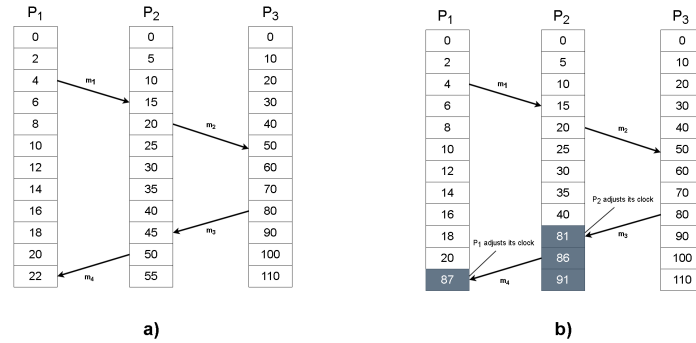 P1 P2 P3
0 0 0
2 5 10
4 10 20
6 15 30
8 20 40
10 25 50
12 30 60
14 35 70
16 40 80
18 45 90
20 50 100
22 55 110
m1
m2
m3
m4
a)
P1 P2 P3
0 0 0
2 5 10
4 10 20
6 15 30
8 20 40
10 25 50
12 30 60
14 35 70
16 40 80
18 81 90
20 86 100
87 91 110
m1
m2
P2 adjusts its clock
m3
P1 adjusts its clock
m4
b)